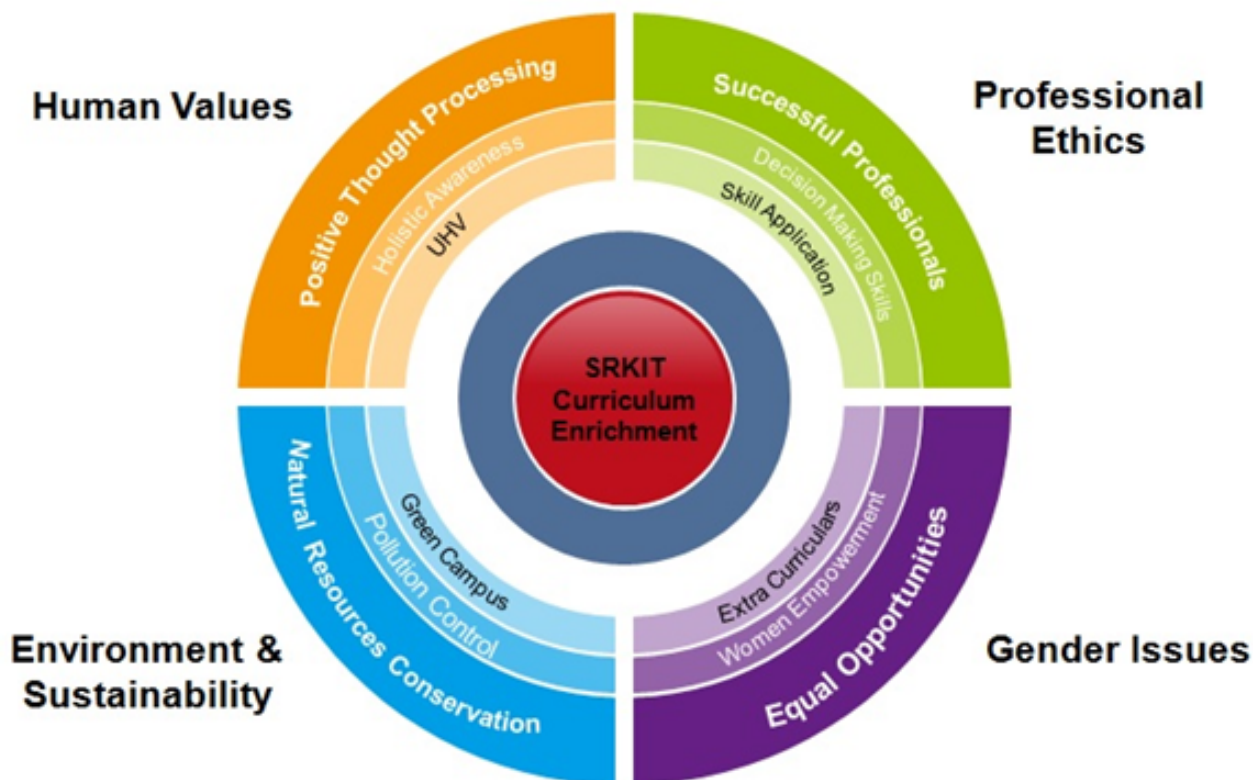 Human Values
Positive Thought Processing
Holistic Awareness
UHV
Professional
Ethics
Successful Professionals
Decision Making Skills
Skill Application
SRKIT
Curriculum
Enrichment
Environment &
Sustainability
Natural Resources Conservation
Pollution Control
Green Campus
Gender Issues
Equal Opportunities
Women Empowerment
Extra Curriculars